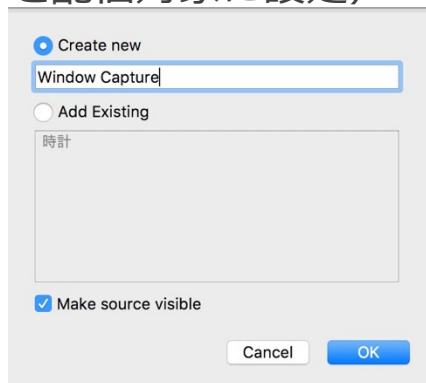 Create new
Window Capture
Add Existing
時計
Make source visible
Cancel
OK